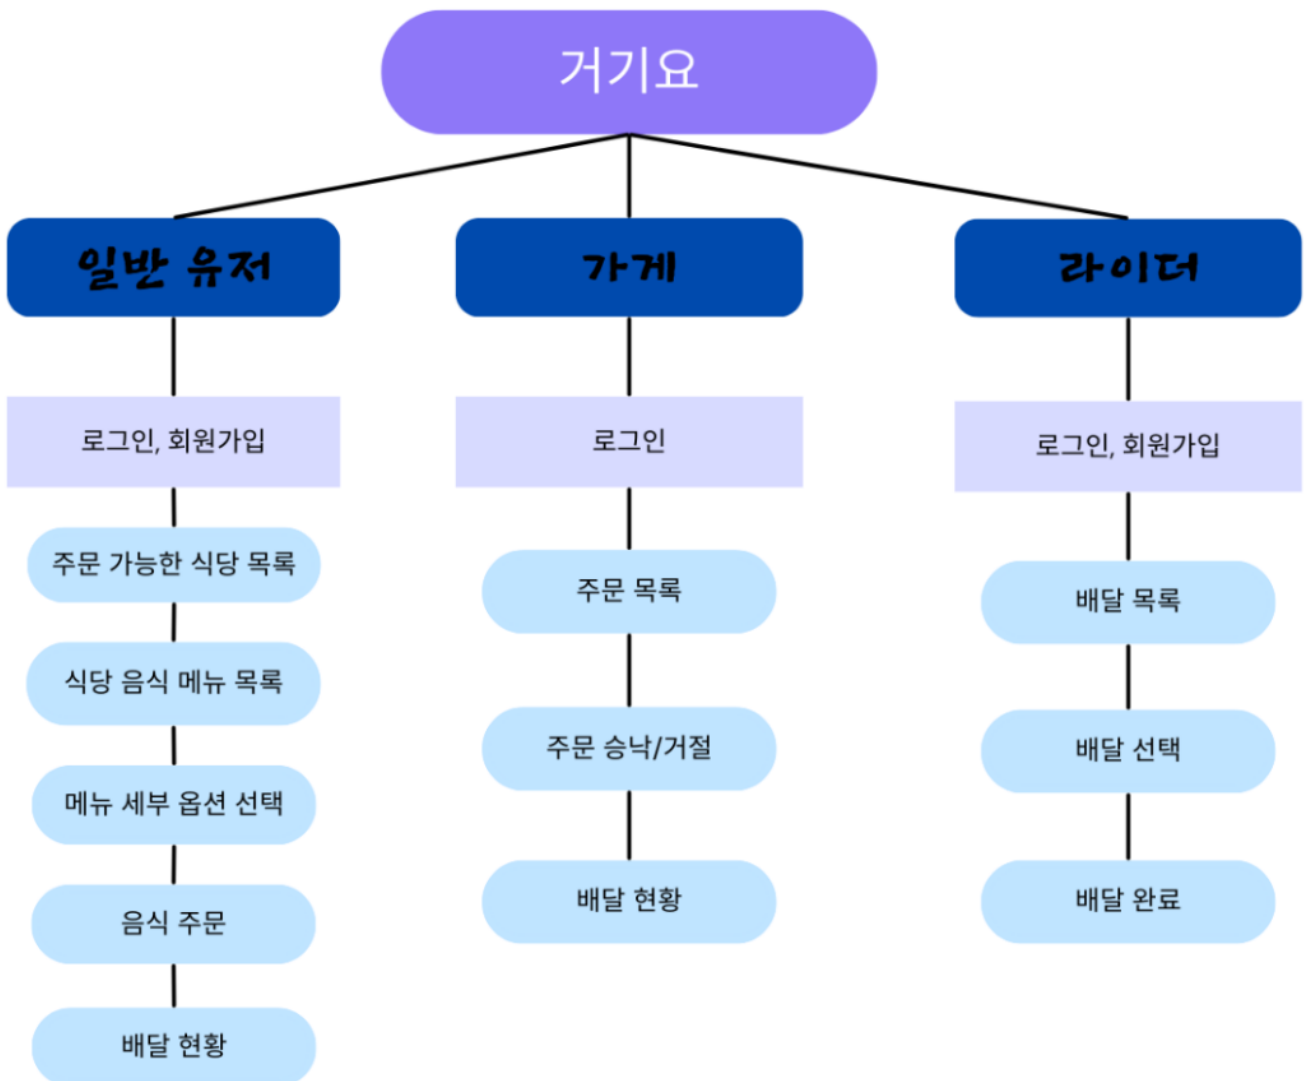 거기요
일반 유저
가게
라이더
로그인, 회원가입
로그인
로그인, 회원가입
주문 가능한 식당 목록
식당 음식 메뉴 목록
메뉴 세부 옵션 선택
음식 주문
배달 현황
주문 목록
주문 승낙/거절
배달 현황
배달 목록
배달 선택
배달 완료